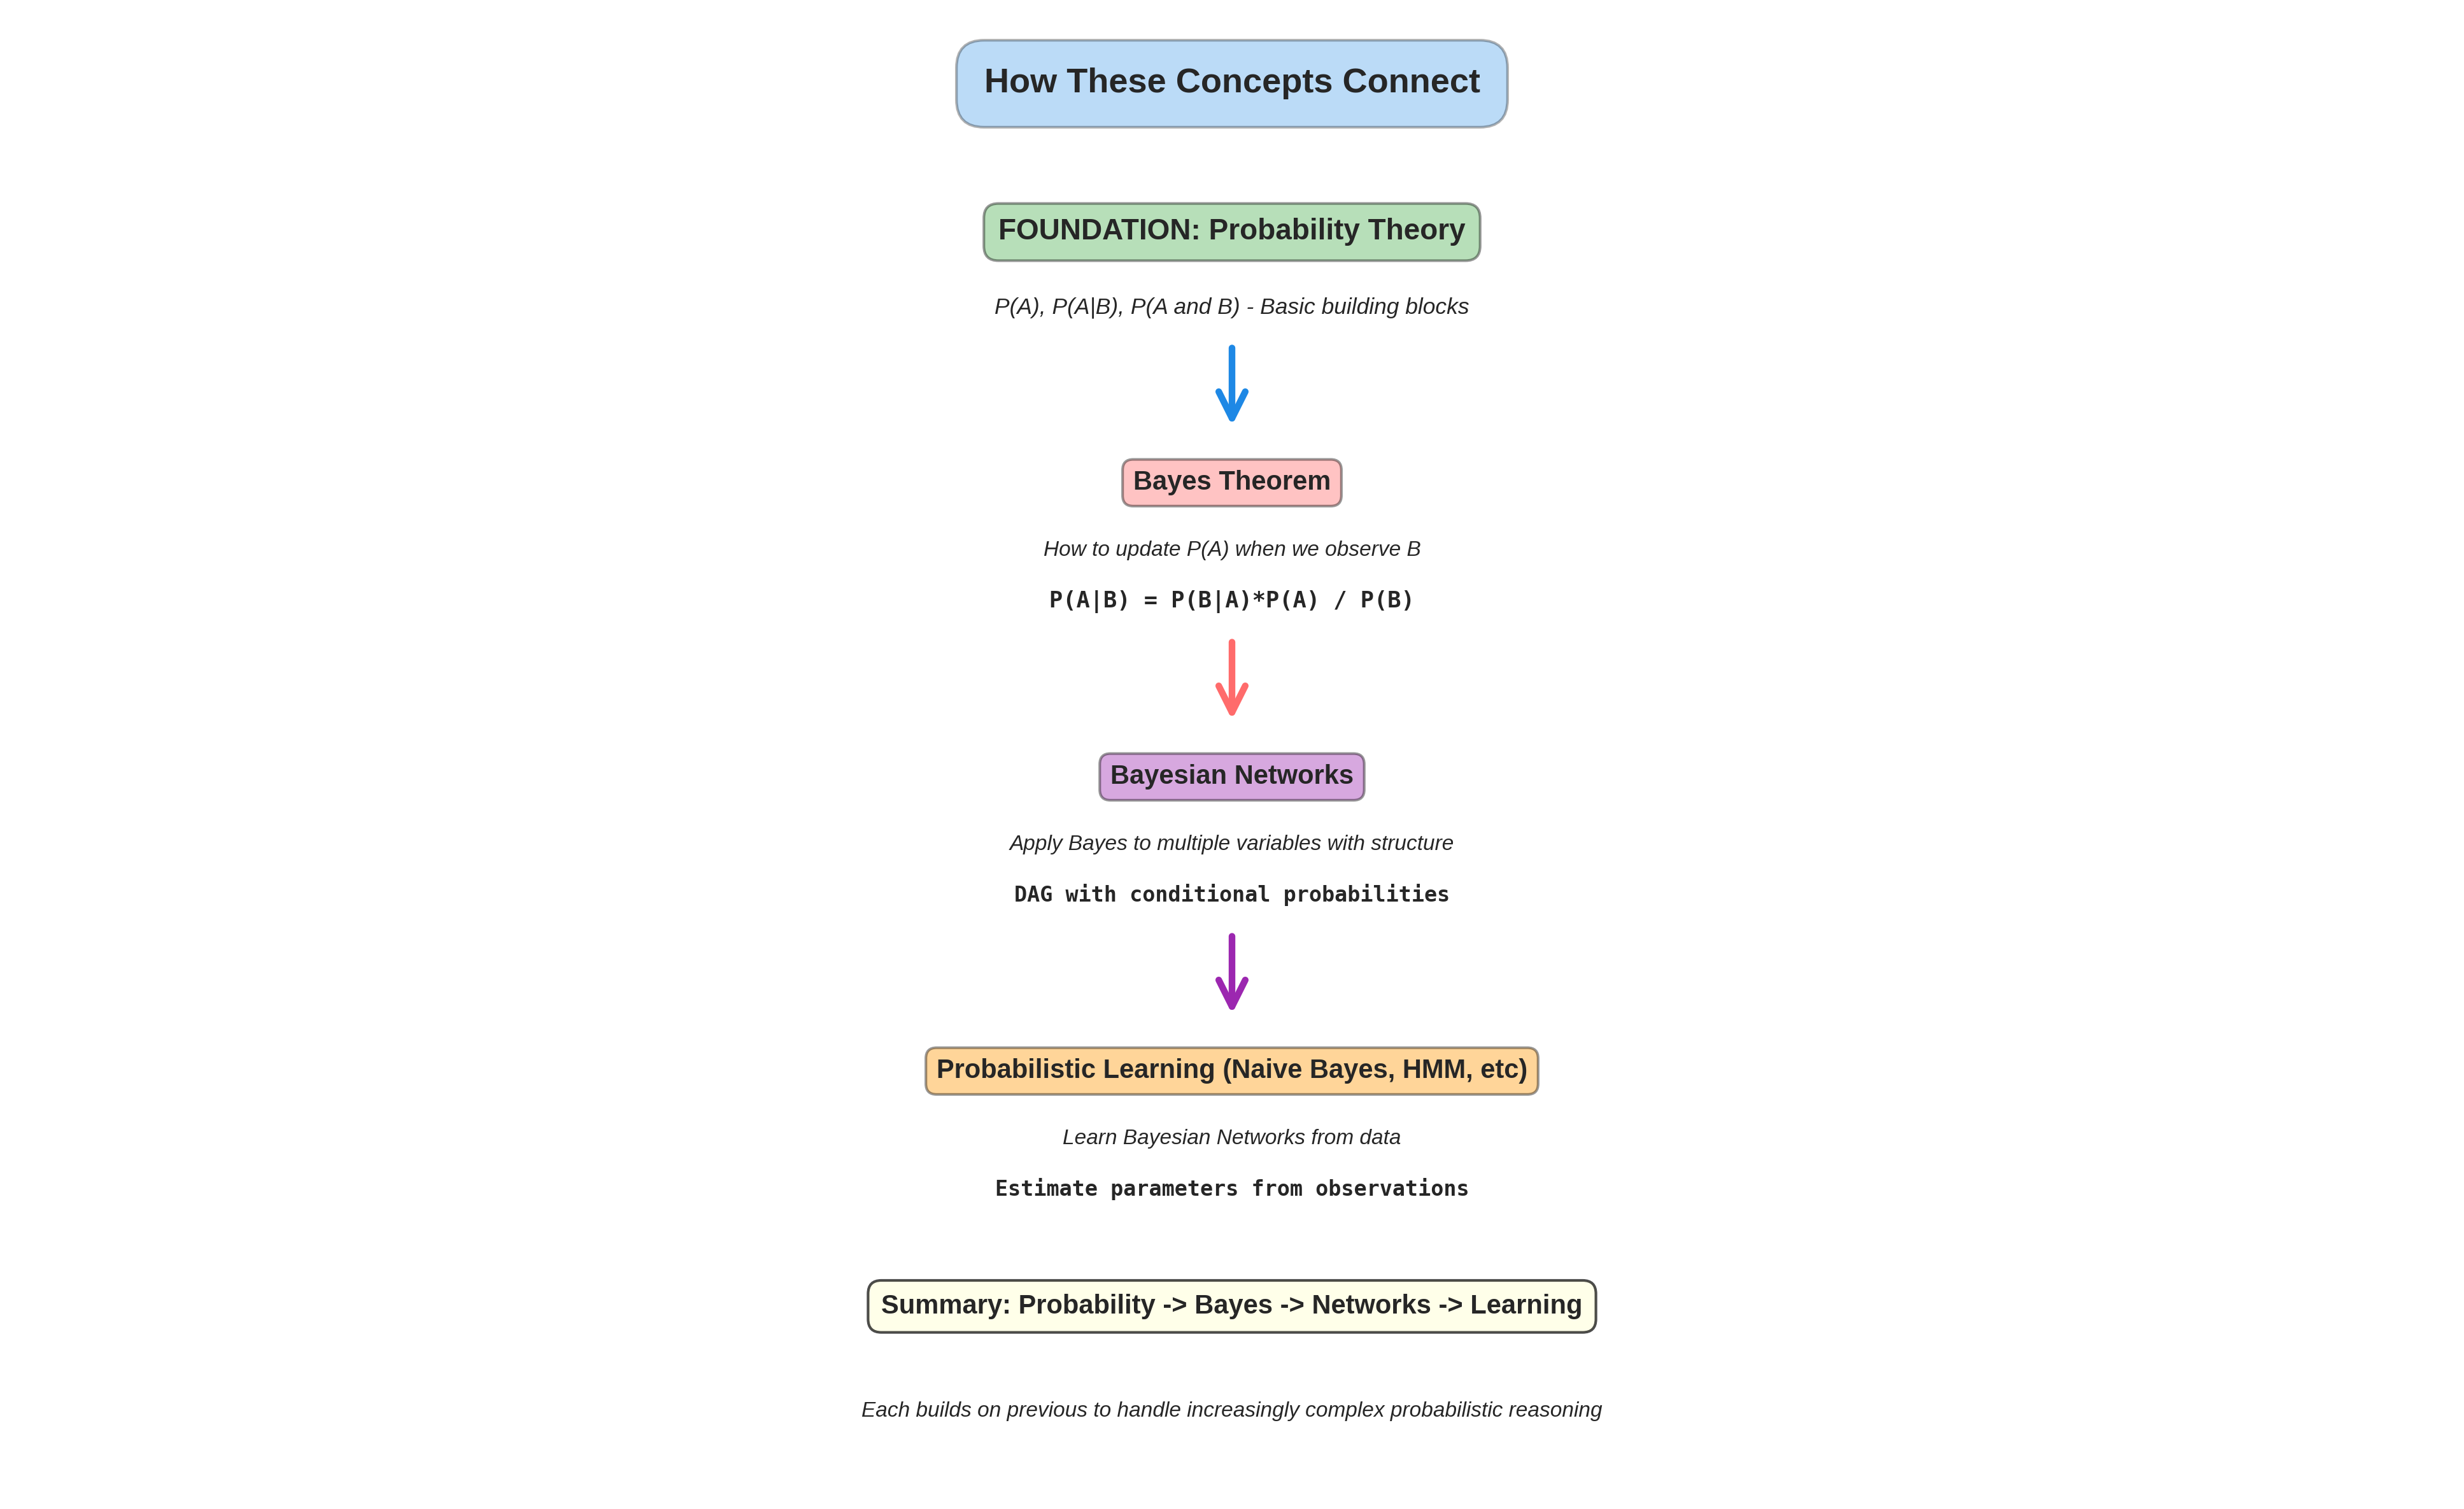 How These Concepts Connect
FOUNDATION: Probability Theory
P(A), P(A|B), P(A and B) - Basic building blocks
Bayes Theorem
How to update P(A) when we observe B
P(A|B) = P(B|A)*P(A) / P(B)
Bayesian Networks
Apply Bayes to multiple variables with structure
DAG with conditional probabilities
Probabilistic Learning (Naive Bayes, HMM, etc)
Learn Bayesian Networks from data
Estimate parameters from observations
Summary: Probability -> Bayes -> Networks -> Learning
Each builds on previous to handle increasingly complex probabilistic reasoning